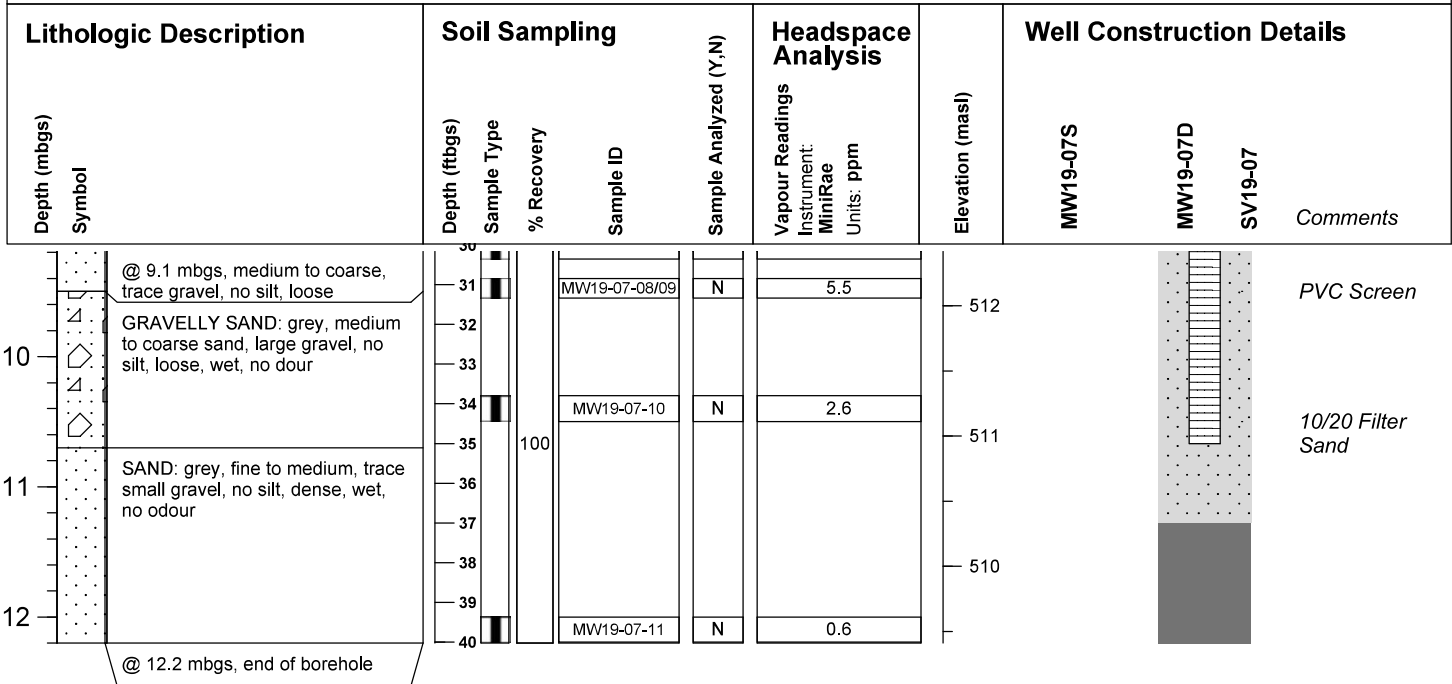 Lithologic Description
Soil Sampling
Headspace
Analysis
Well Construction Details
Depth (mbgs)
Symbol
Depth (ftbgs)
Sample Type
% Recovery
Sample ID
Sample Analyzed (Y,N)
Vapour Readings
Instrument:
MiniRae
Units: ppm
Elevation (masl)
MW19-07S
MW19-07D
SV19-07
Comments
@ 9.1 mbgs, medium to coarse,
trace gravel, no silt, loose
GRAVELLY SAND: grey, medium
to coarse sand, large gravel, no
silt, loose, wet, no dour
SAND: grey, fine to medium, trace
small gravel, no silt, dense, wet,
no odour
@ 12.2 mbgs, end of borehole
10
11
12
30
31
32
33
34
35
36
37
38
39
40
100
MW19-07-08/09 N 5.5
MW19-07-10 N 2.6
MW19-07-11 N 0.6
512
511
510
PVC Screen
10/20 Filter
Sand